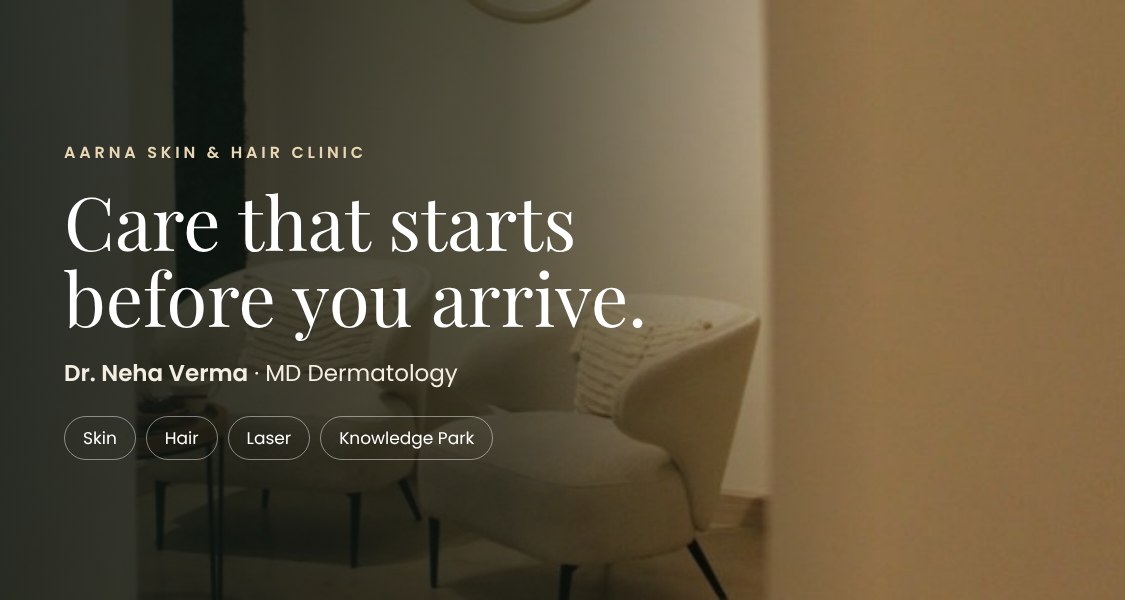 AARNA SKIN & HAIR CLINIC
Care that starts
before you arrive.
Dr. Neha Verma · MD Dermatology
Skin Hair Laser Knowledge Park